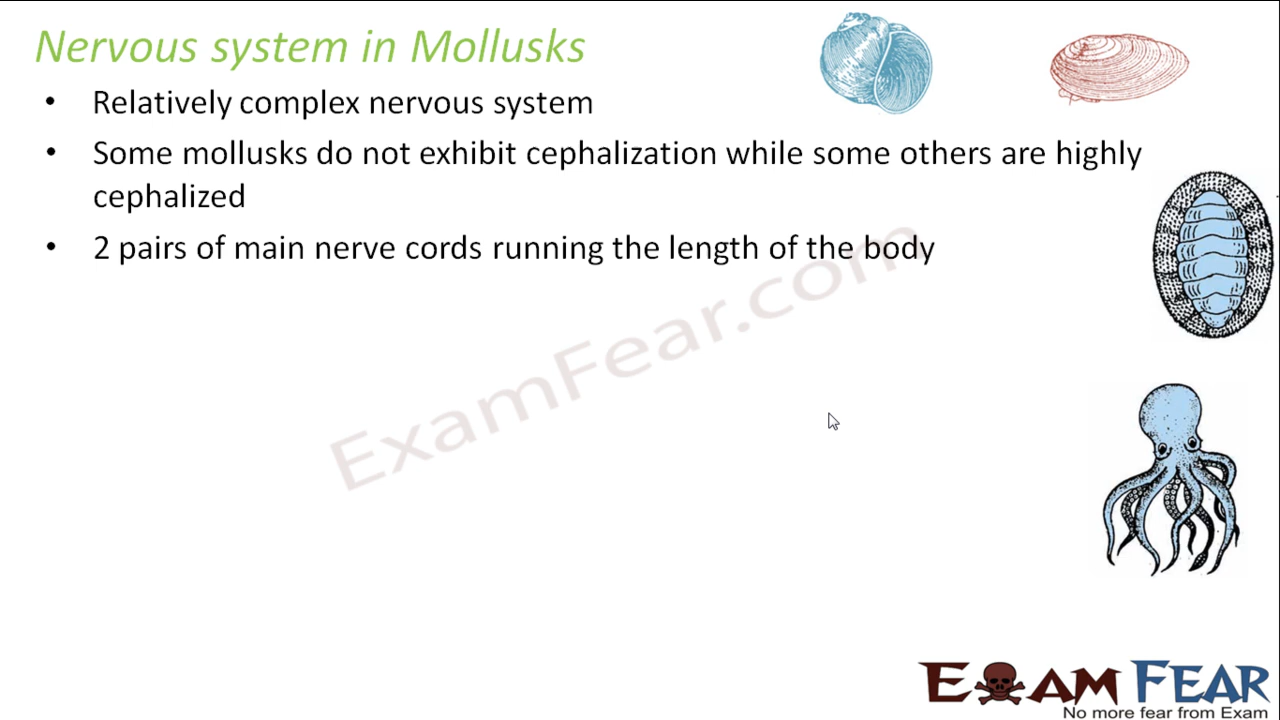 Nervous system in Mollusks
• Relatively complex nervous system
• Some mollusks do not exhibit cephalization while some others are highly
cephalized
• 2 pairs of main nerve cords running the length of the body
ExamFear.com
EXAM FEAR
No more fear from Exam